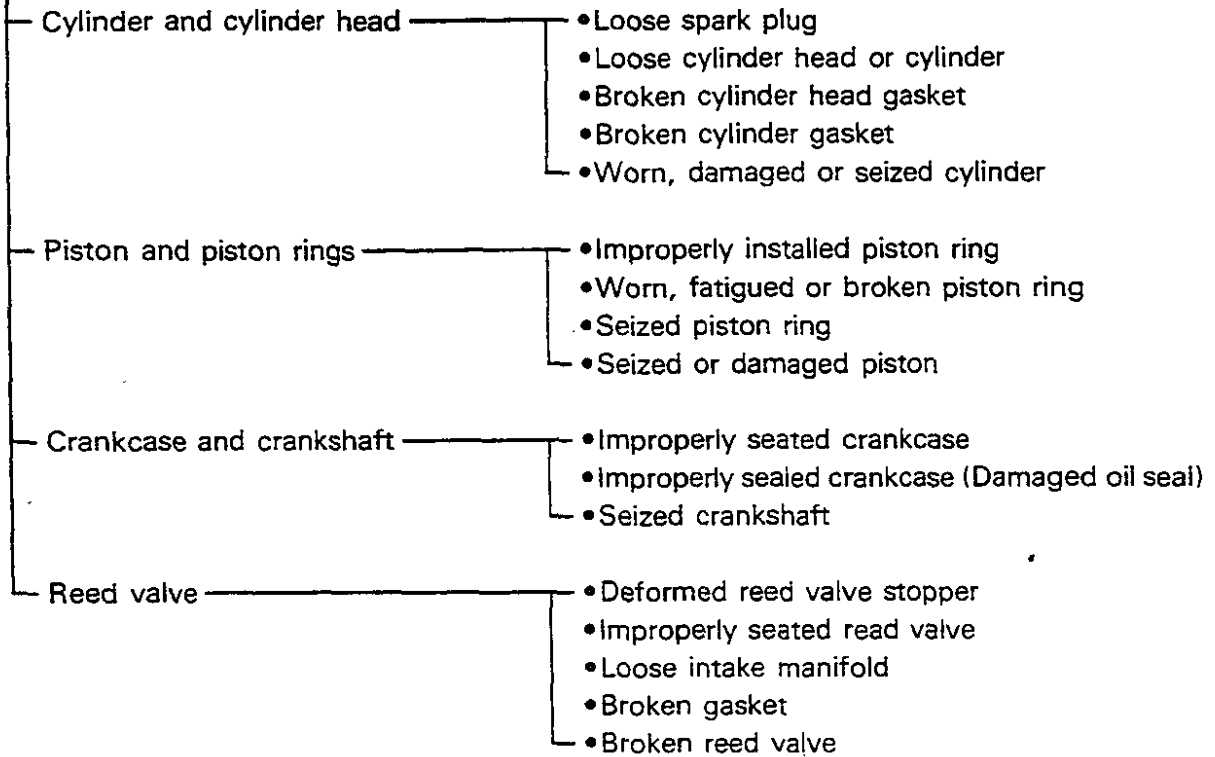 Cylinder and cylinder head
•Loose spark plug
•Loose cylinder head or cylinder
•Broken cylinder head gasket
•Broken cylinder gasket
•Worn, damaged or seized cylinder
Piston and piston rings
•Improperly installed piston ring
•Worn, fatigued or broken piston ring
•Seized piston ring
•Seized or damaged piston
Crankcase and crankshaft
•Improperly seated crankcase
•Improperly sealed crankcase (Damaged oil seal)
•Seized crankshaft
Reed valve
•Deformed reed valve stopper
•Improperly seated read valve
•Loose intake manifold
•Broken gasket
•Broken reed valve